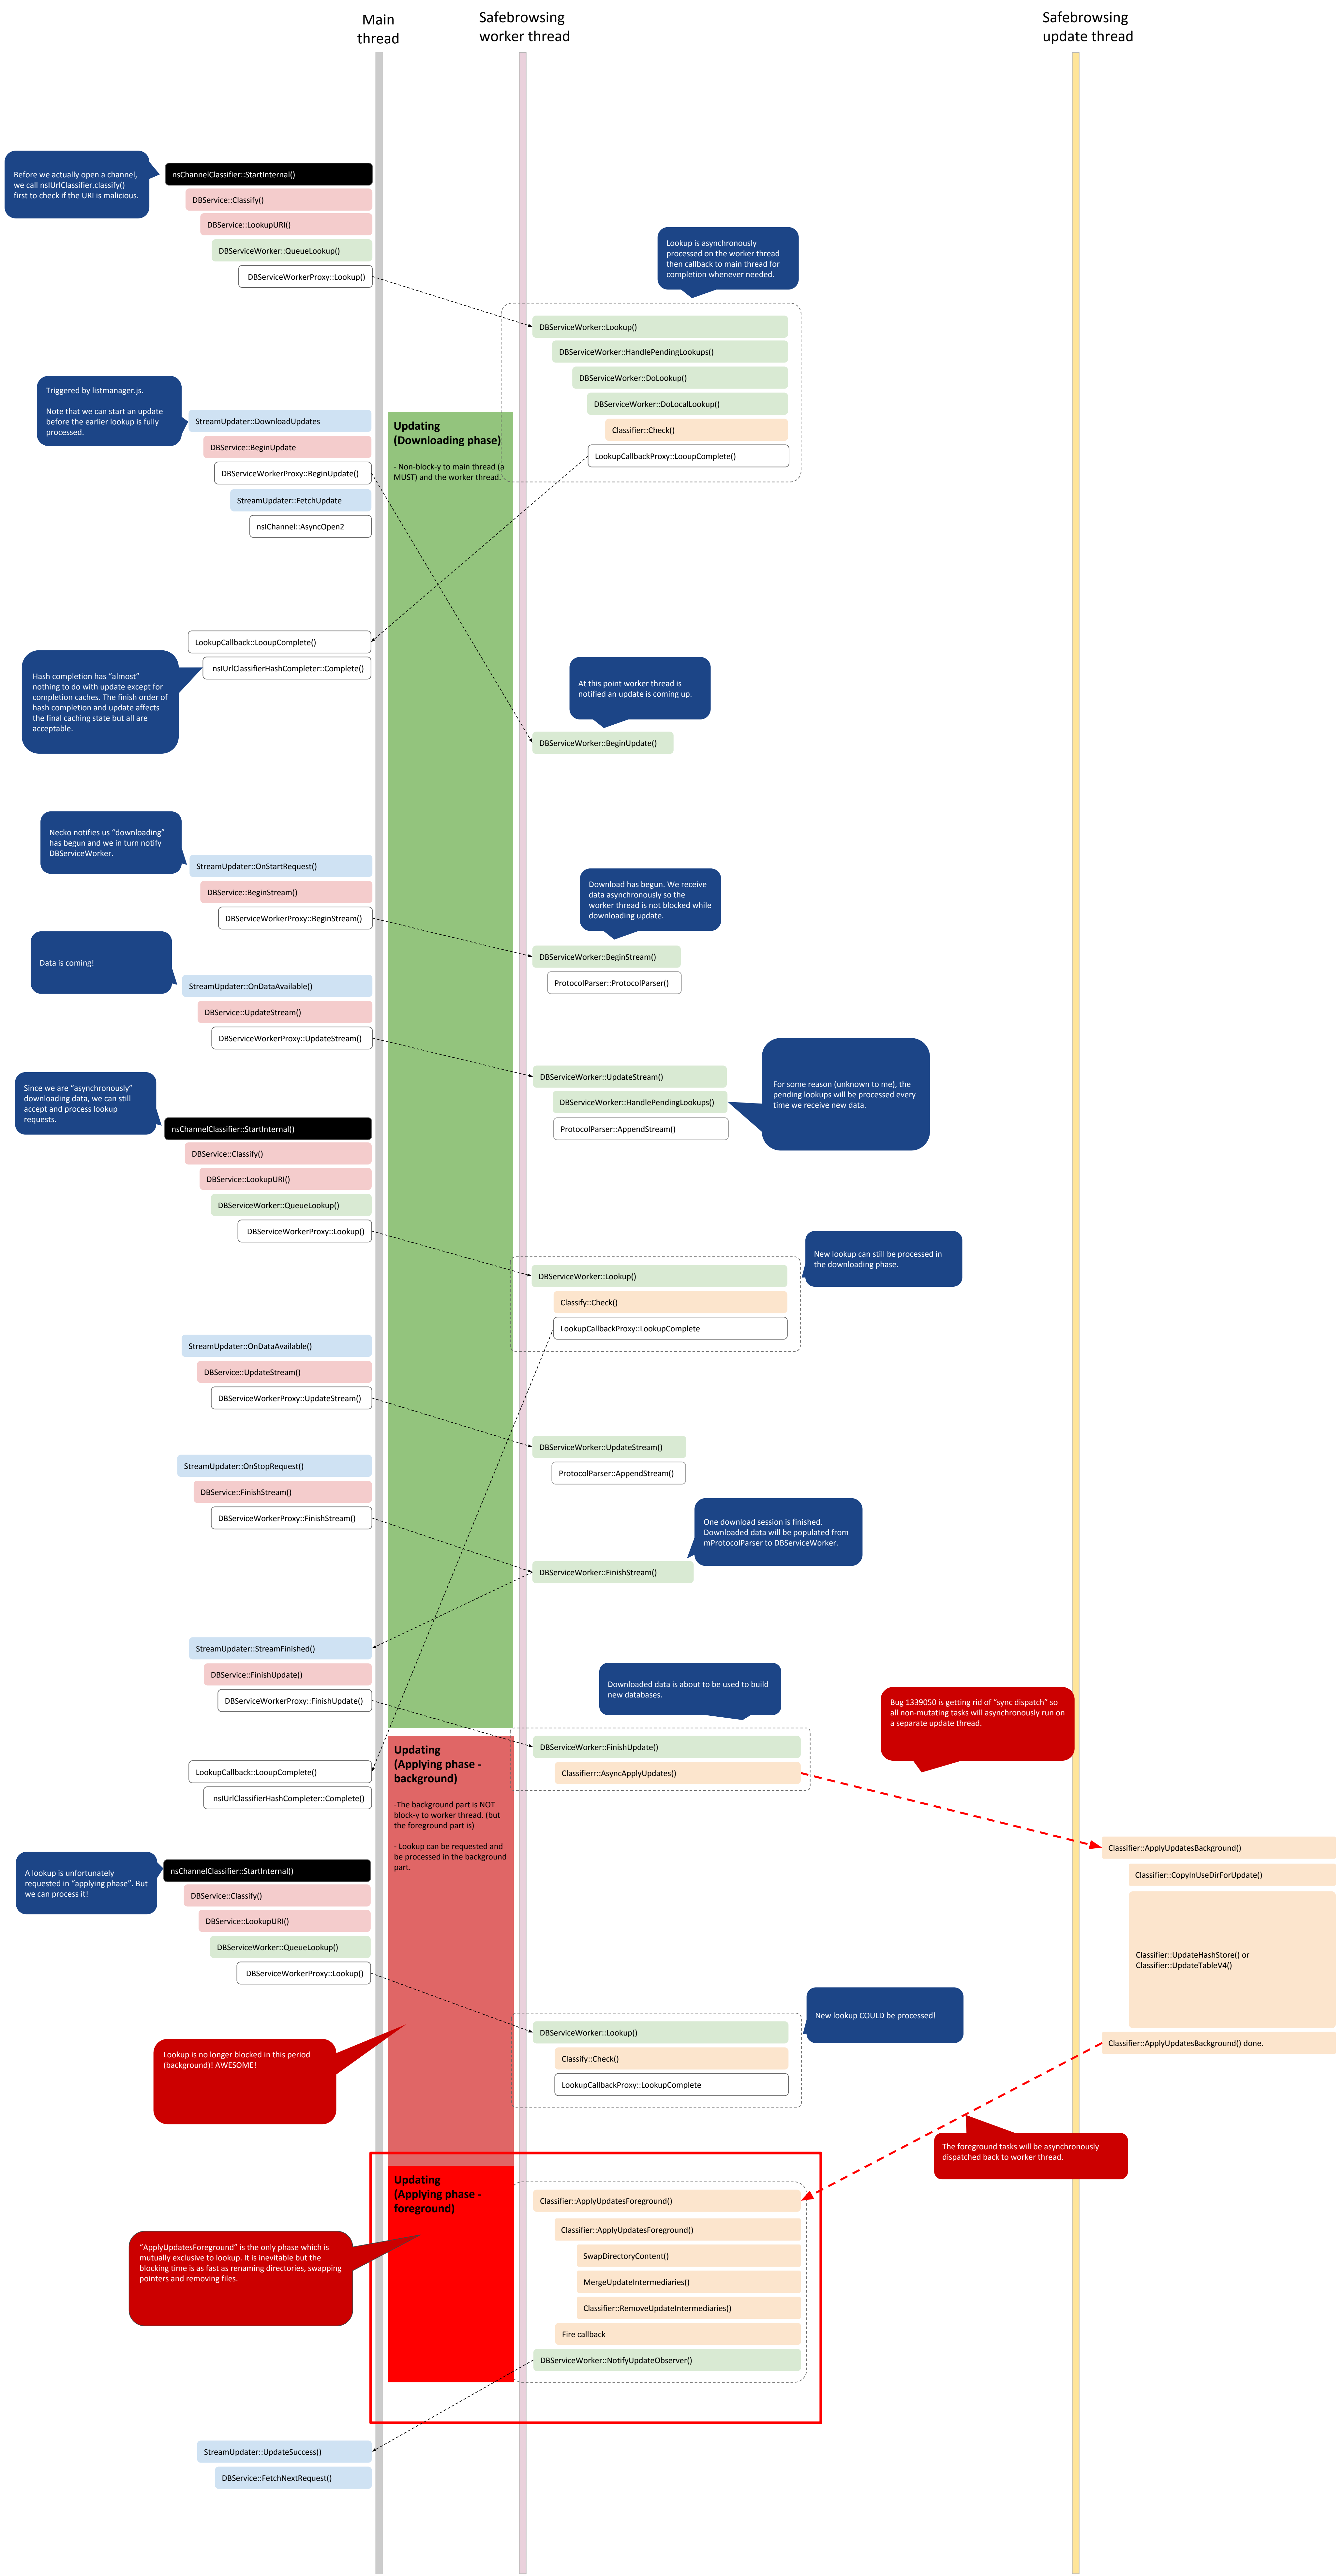 Main
thread
Safebrowsing
worker thread
Safebrowsing
update thread
Before we actually open a channel,
we call nsIUrlClassifier.classify()
first to check if the URI is malicious.
nsChannelClassifier::StartInternal()
DBService::Classify()
DBService::LookupURI()
DBServiceWorker::QueueLookup()
DBServiceWorkerProxy::Lookup()
Lookup is asynchronously
processed on the worker thread
then callback to main thread for
completion whenever needed.
DBServiceWorker::Lookup()
DBServiceWorker::HandlePendingLookups()
DBServiceWorker::DoLookup()
DBServiceWorker::DoLocalLookup()
Classifier::Check()
LookupCallbackProxy::LooupComplete()
Triggered by listmanager.js.
Note that we can start an update
before the earlier lookup is fully
processed.
StreamUpdater::DownloadUpdates
DBService::BeginUpdate
DBServiceWorkerProxy::BeginUpdate()
StreamUpdater::FetchUpdate
nsIChannel::AsyncOpen2
Updating
(Downloading phase)
- Non-block-y to main thread (a
MUST) and the worker thread.
LookupCallback::LooupComplete()
nsIUrlClassifierHashCompleter::Complete()
Hash completion has “almost”
nothing to do with update except for
completion caches. The finish order of
hash completion and update affects
the final caching state but all are
acceptable.
At this point worker thread is
notified an update is coming up.
DBServiceWorker::BeginUpdate()
Necko notifies us “downloading”
has begun and we in turn notify
DBServiceWorker.
StreamUpdater::OnStartRequest()
DBService::BeginStream()
DBServiceWorkerProxy::BeginStream()
Download has begun. We receive
data asynchronously so the
worker thread is not blocked while
downloading update.
DBServiceWorker::BeginStream()
ProtocolParser::ProtocolParser()
Data is coming!
StreamUpdater::OnDataAvailable()
DBService::UpdateStream()
DBServiceWorkerProxy::UpdateStream()
DBServiceWorker::UpdateStream()
DBServiceWorker::HandlePendingLookups()
ProtocolParser::AppendStream()
For some reason (unknown to me), the
pending lookups will be processed every
time we receive new data.
Since we are “asynchronously”
downloading data, we can still
accept and process lookup
requests.
nsChannelClassifier::StartInternal()
DBService::Classify()
DBService::LookupURI()
DBServiceWorker::QueueLookup()
DBServiceWorkerProxy::Lookup()
New lookup can still be processed in
the downloading phase.
DBServiceWorker::Lookup()
Classify::Check()
LookupCallbackProxy::LookupComplete
StreamUpdater::OnDataAvailable()
DBService::UpdateStream()
DBServiceWorkerProxy::UpdateStream()
DBServiceWorker::UpdateStream()
ProtocolParser::AppendStream()
StreamUpdater::OnStopRequest()
DBService::FinishStream()
DBServiceWorkerProxy::FinishStream()
One download session is finished.
Downloaded data will be populated from
mProtocolParser to DBServiceWorker.
DBServiceWorker::FinishStream()
StreamUpdater::StreamFinished()
DBService::FinishUpdate()
DBServiceWorkerProxy::FinishUpdate()
Downloaded data is about to be used to build
new databases.
Bug 1339050 is getting rid of “sync dispatch” so
all non-mutating tasks will asynchronously run on
a separate update thread.
DBServiceWorker::FinishUpdate()
Classifierr::AsyncApplyUpdates()
Updating
(Applying phase -
background)
-The background part is NOT
block-y to worker thread. (but
the foreground part is)
- Lookup can be requested and
be processed in the background
part.
LookupCallback::LooupComplete()
nsIUrlClassifierHashCompleter::Complete()
Classifier::ApplyUpdatesBackground()
Classifier::CopyInUseDirForUpdate()
Classifier::UpdateHashStore() or
Classifier::UpdateTableV4()
Classifier::ApplyUpdatesBackground() done.
A lookup is unfortunately
requested in “applying phase”. But
we can process it!
nsChannelClassifier::StartInternal()
DBService::Classify()
DBService::LookupURI()
DBServiceWorker::QueueLookup()
DBServiceWorkerProxy::Lookup()
New lookup COULD be processed!
DBServiceWorker::Lookup()
Classify::Check()
LookupCallbackProxy::LookupComplete
Lookup is no longer blocked in this period
(background)! AWESOME!
The foreground tasks will be asynchronously
dispatched back to worker thread.
Updating
(Applying phase -
foreground)
Classifier::ApplyUpdatesForeground()
Classifier::ApplyUpdatesForeground()
SwapDirectoryContent()
MergeUpdateIntermediaries()
Classifier::RemoveUpdateIntermediaries()
Fire callback
DBServiceWorker::NotifyUpdateObserver()
“ApplyUpdatesForeground” is the only phase which is
mutually exclusive to lookup. It is inevitable but the
blocking time is as fast as renaming directories, swapping
pointers and removing files.
StreamUpdater::UpdateSuccess()
DBService::FetchNextRequest()